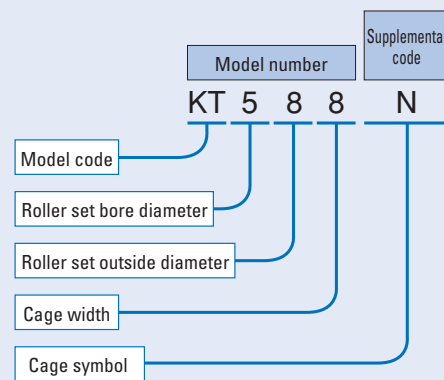 Supplementa
code
Model number
KT 5 8 8 N
Model code
Roller set bore diameter
Roller set outside diameter
Cage width
Cage symbol